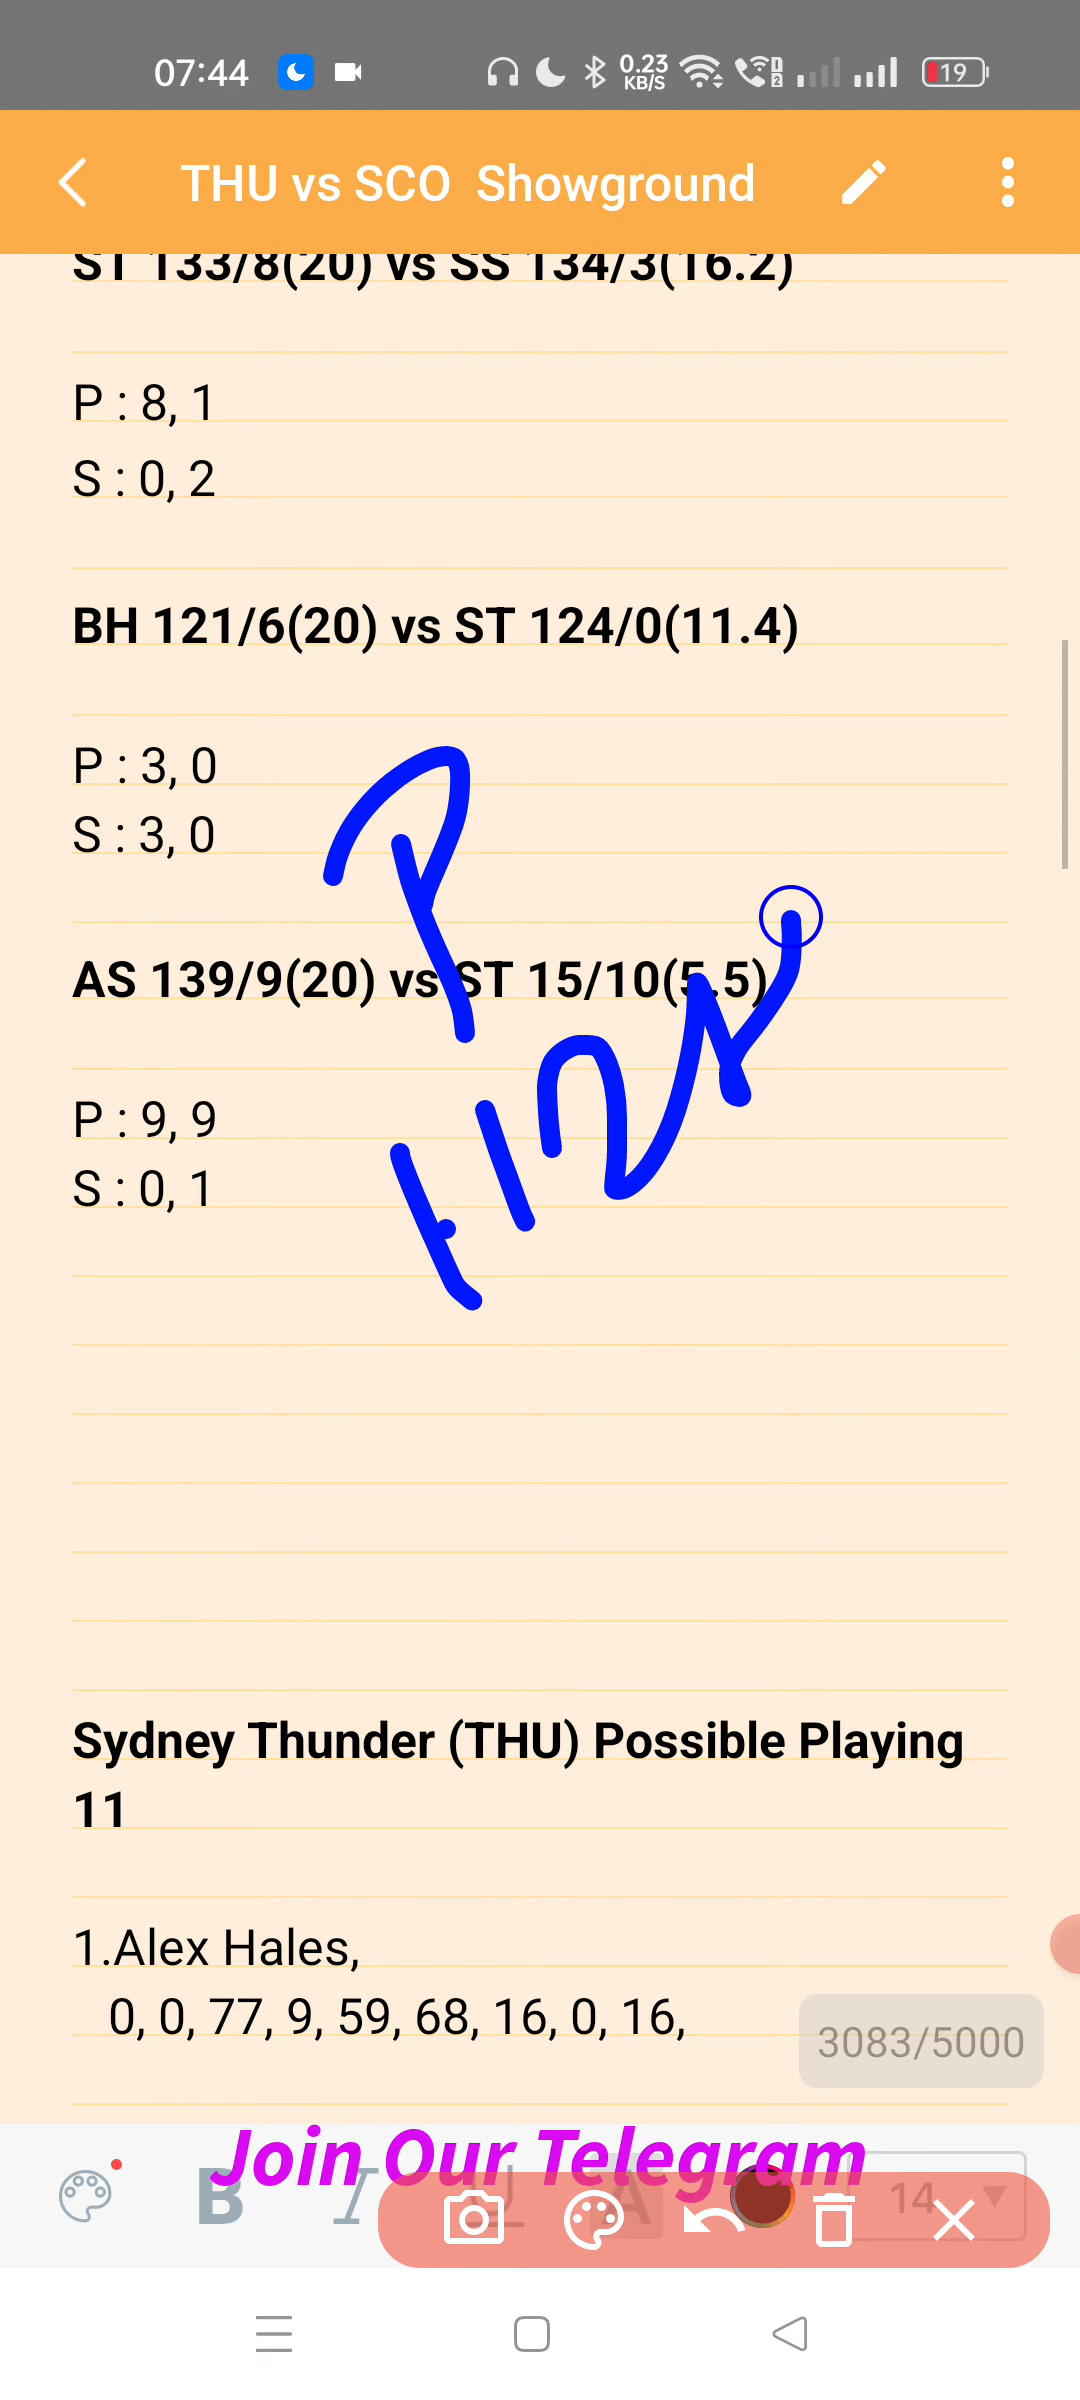 07:44 0.23 KB/S 19
THU vs SCO Showground
ST 133/8(20) vs SS 134/3(16.2)
P : 8, 1
S : 0, 2
BH 121/6(20) vs ST 124/0(11.4)
P : 3, 0
S : 3, 0
P
AS 139/9(20) vs ST 15/10(5.5)
P : 9, 9
S : 0, 1
Sydney Thunder (THU) Possible Playing
11
1.Alex Hales,
0, 0, 77, 9, 59, 68, 16, 0, 16,
3083/5000
Join Our Telegram
B I U A 14